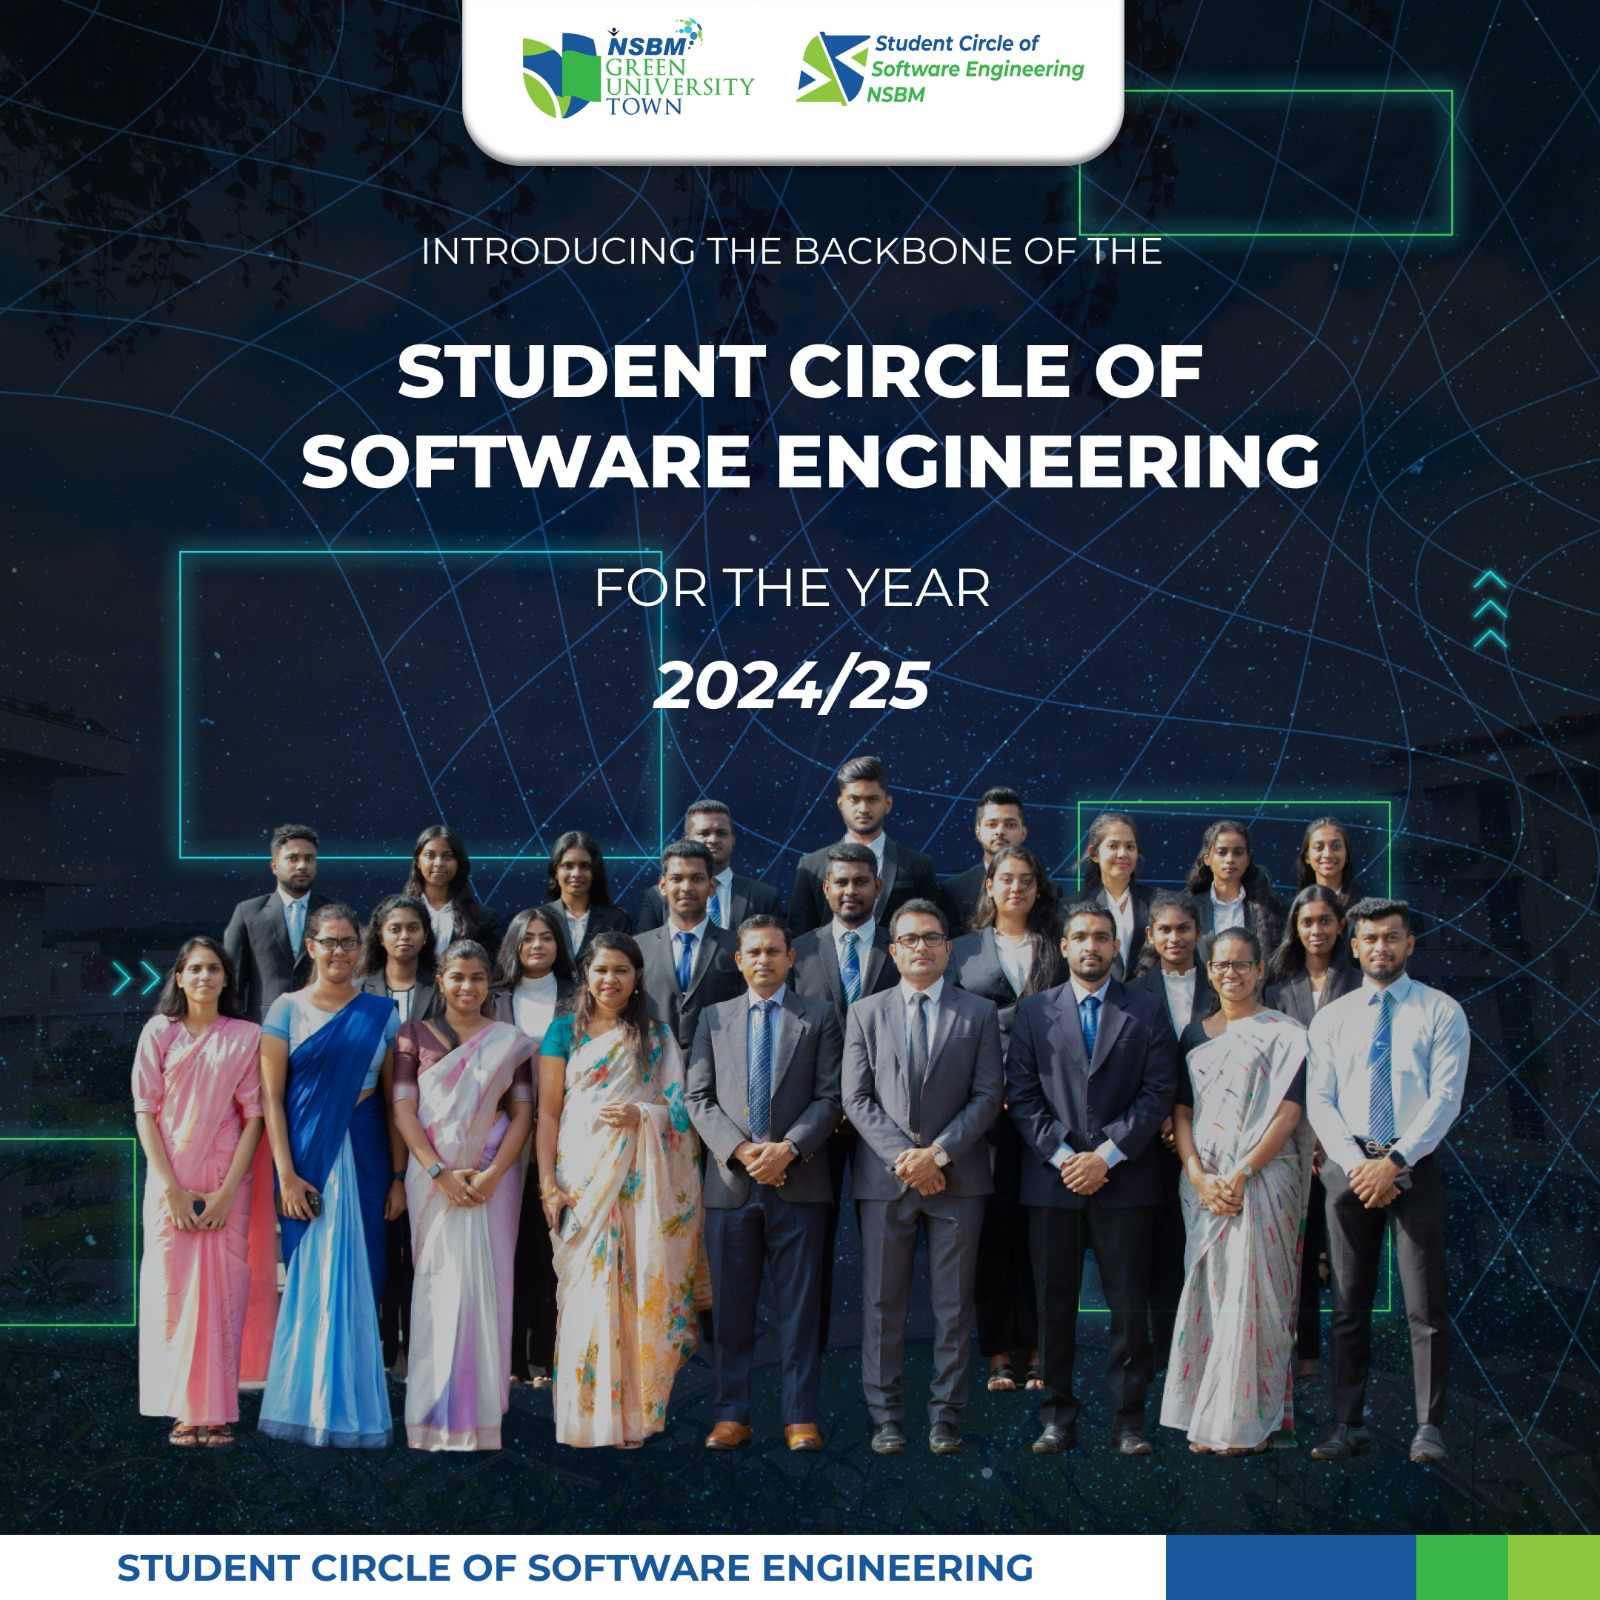 NSBM
GREEN
UNIVERSITY
TOWN
Student Circle of
Software Engineering
NSBM
INTRODUCING THE BACKBONE OF THE
STUDENT CIRCLE OF
SOFTWARE ENGINEERING
FOR THE YEAR
2024/25
STUDENT CIRCLE OF SOFTWARE ENGINEERING